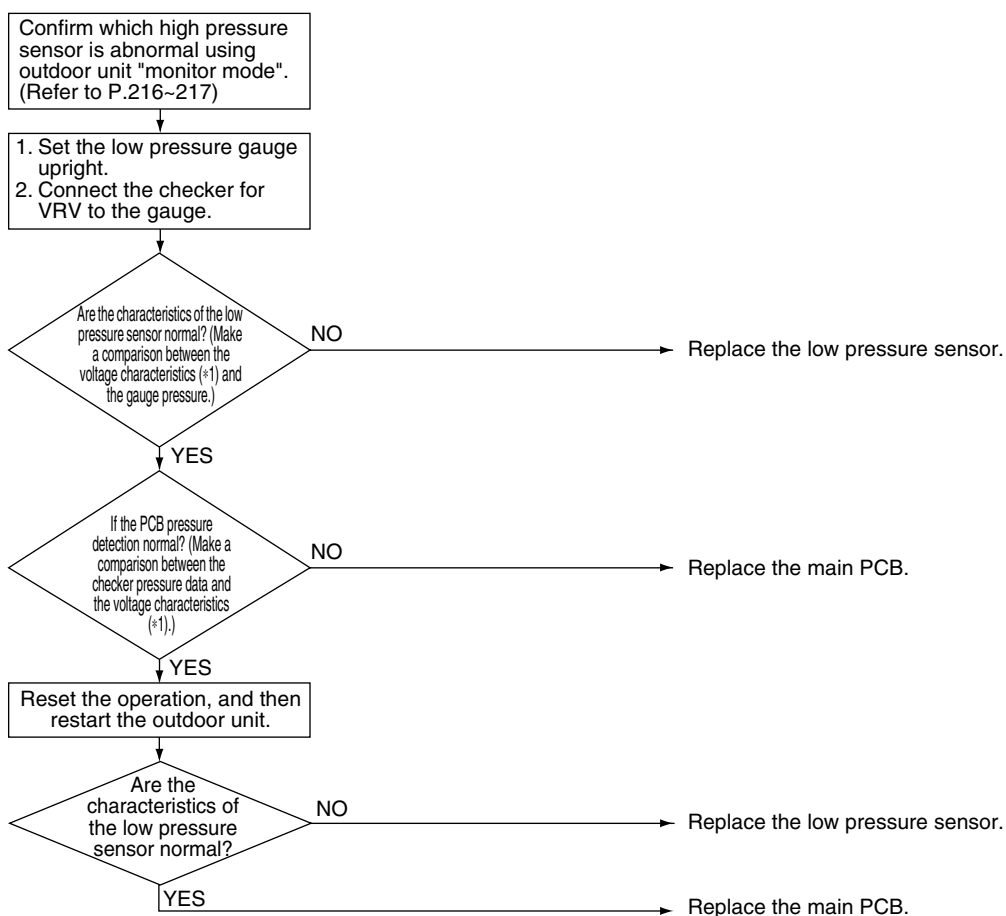 Confirm which high pressure
sensor is abnormal using
outdoor unit "monitor mode".
(Refer to P.216~217)
1. Set the low pressure gauge
upright.
2. Connect the checker for
VRV to the gauge.
Are the characteristics of the low
pressure sensor normal? (Make
a comparison between the
voltage characteristics (*1) and
the gauge pressure.)
NO
Replace the low pressure sensor.
YES
If the PCB pressure
detection normal? (Make a
comparison between the
checker pressure data and
the voltage characteristics
(*1).)
NO
Replace the main PCB.
YES
Reset the operation, and then
restart the outdoor unit.
Are the
characteristics of
the low pressure
sensor normal?
NO
Replace the low pressure sensor.
YES
Replace the main PCB.